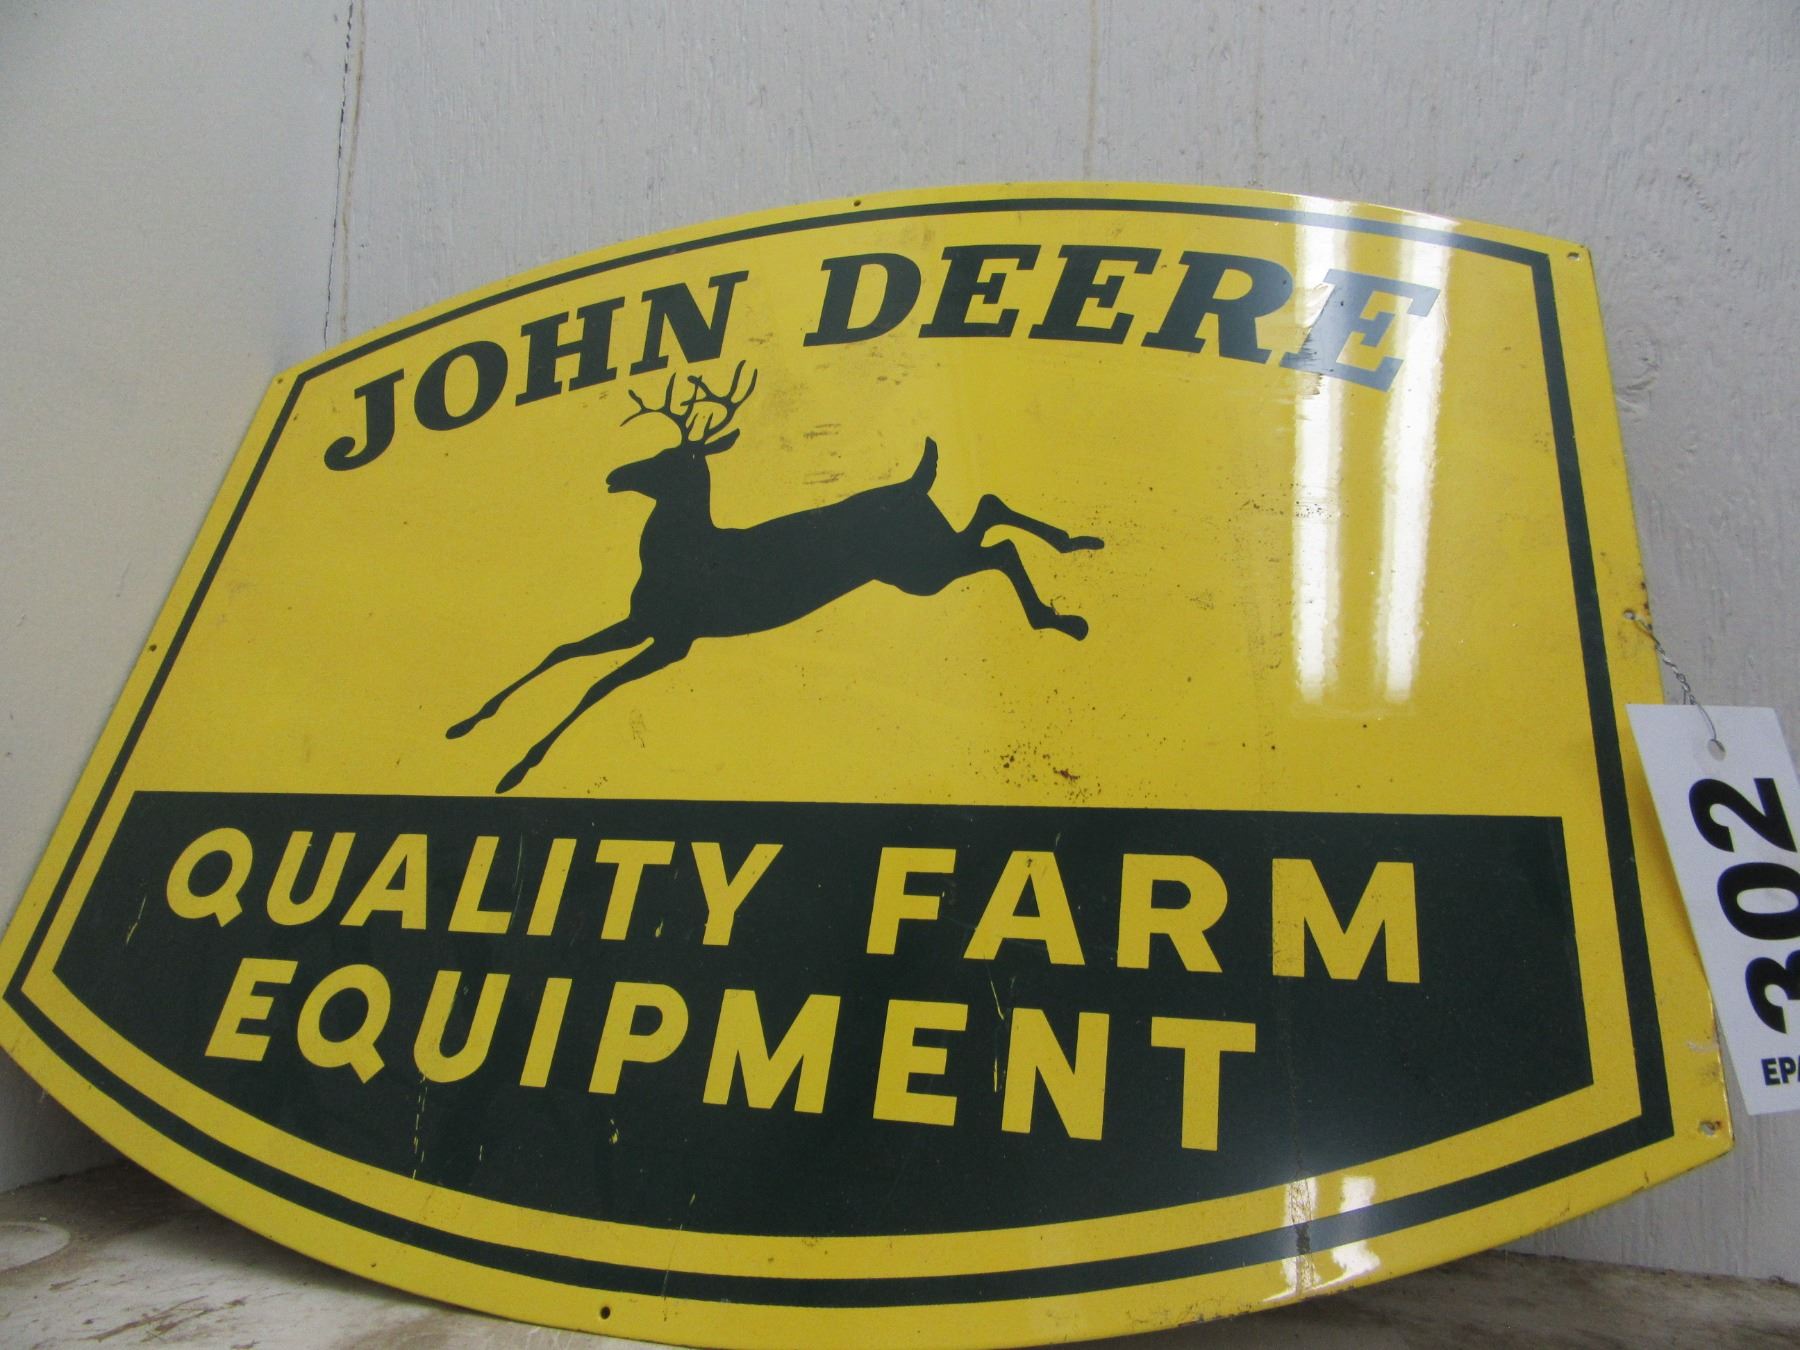 JOHN DEERE
QUALITY FARM
EQUIPMENT
302